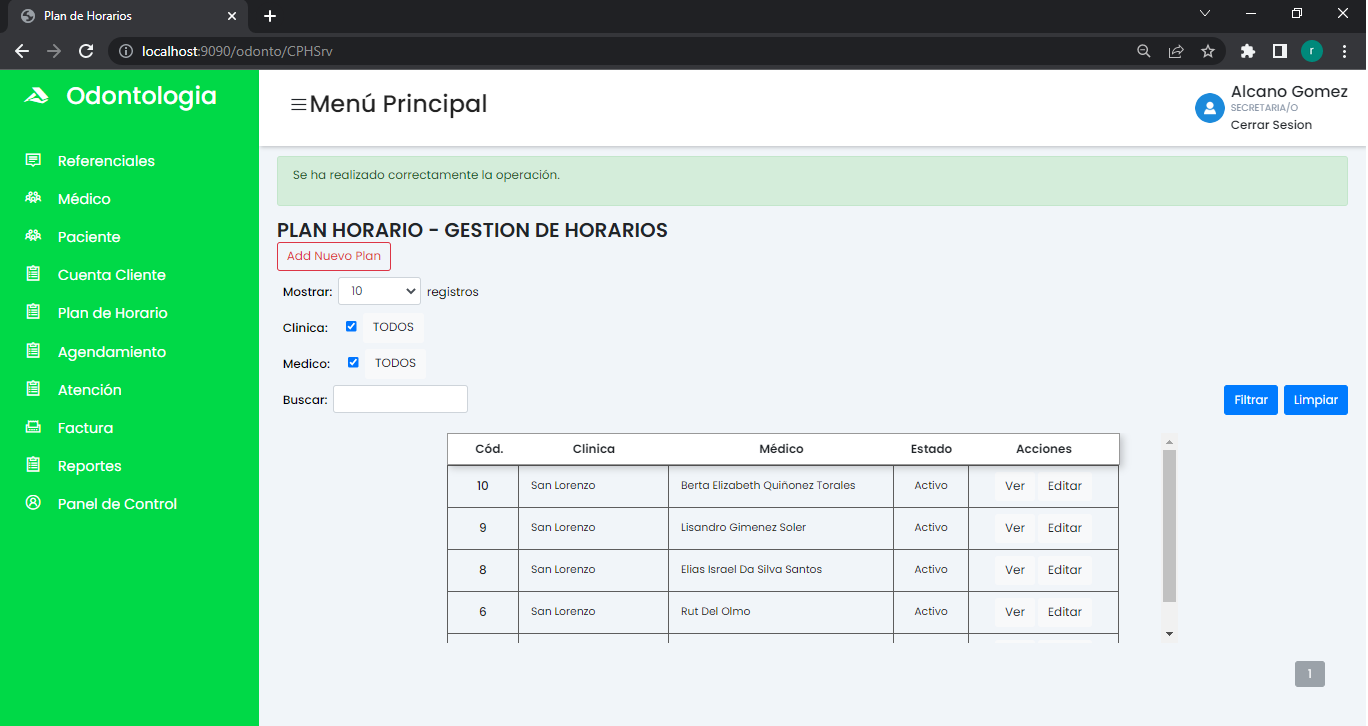 Plan de Horarios
localhost:9090/odonto/CPHSrv
r
Odontologia
Referenciales
Médico
Paciente
Cuenta Cliente
Plan de Horario
Agendamiento
Atención
Factura
Reportes
Panel de Control
Menú Principal
Alcano Gomez
SECRETARIA/O
Cerrar Sesion
Se ha realizado correctamente la operación.
PLAN HORARIO - GESTION DE HORARIOS
Add Nuevo Plan
Mostrar: 10 registros
Clinica: TODOS
Medico: TODOS
Buscar: Filtrar Limpiar
Cód. Clínica Médico Estado Acciones
10 San Lorenzo Berta Elizabeth Quiñonez Torales Activo Ver Editar
9 San Lorenzo Lisandro Gimenez Soler Activo Ver Editar
8 San Lorenzo Elias Israel Da Silva Santos Activo Ver Editar
6 San Lorenzo Rut Del Olmo Activo Ver Editar
1